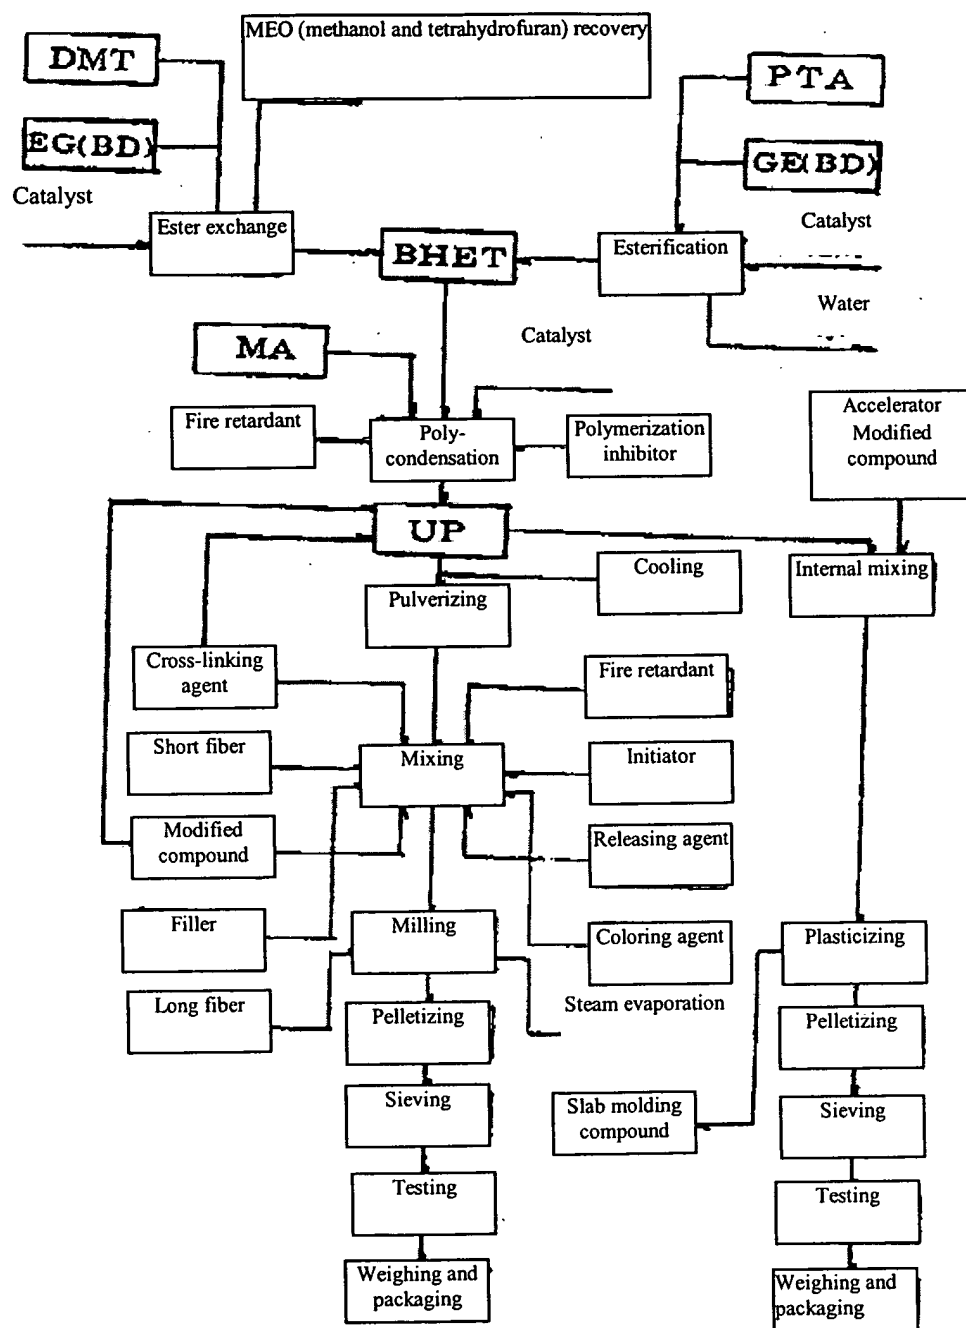 MEO (methanol and tetrahydrofuran) recovery
DMT
PTA
EG(BD)
GE(BD)
Catalyst
Ester exchange
BHET
Esterification
Catalyst
Water
MA
Catalyst
Fire retardant
Poly-
condensation
Polymerization
inhibitor
Accelerator
Modified
compound
UP
Cooling
Internal mixing
Pulverizing
Cross-linking
agent
Fire retardant
Short fiber
Mixing
Initiator
Modified
compound
Releasing agent
Filler
Milling
Coloring agent
Plasticizing
Long fiber
Pelletizing
Steam evaporation
Pelletizing
Sieving
Slab molding
compound
Sieving
Testing
Testing
Weighing and
packaging
Weighing and
packaging